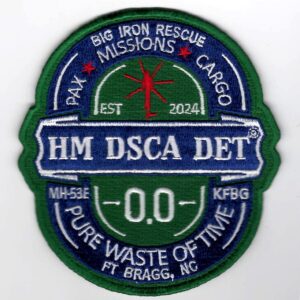 BIG IRON RESCUE
PAX ★ MISSIONS ★ CARGO
EST 2024
HM DSCA DET®
MH-53E -0.0- KFBG
PURE WASTE OF TIME
FT BRAGG, NC